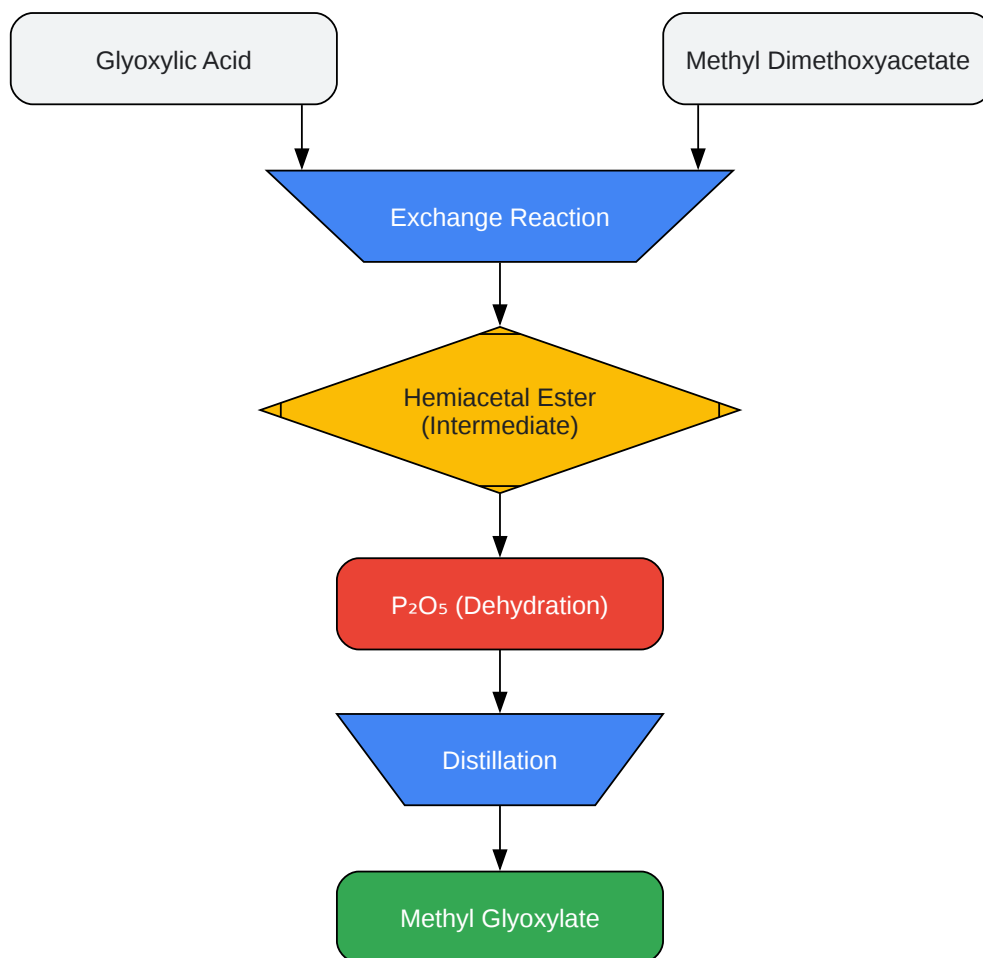 Glyoxylic Acid
Methyl Dimethoxyacetate
Exchange Reaction
Hemiacetal Ester
(Intermediate)
P₂O₅ (Dehydration)
Distillation
Methyl Glyoxylate